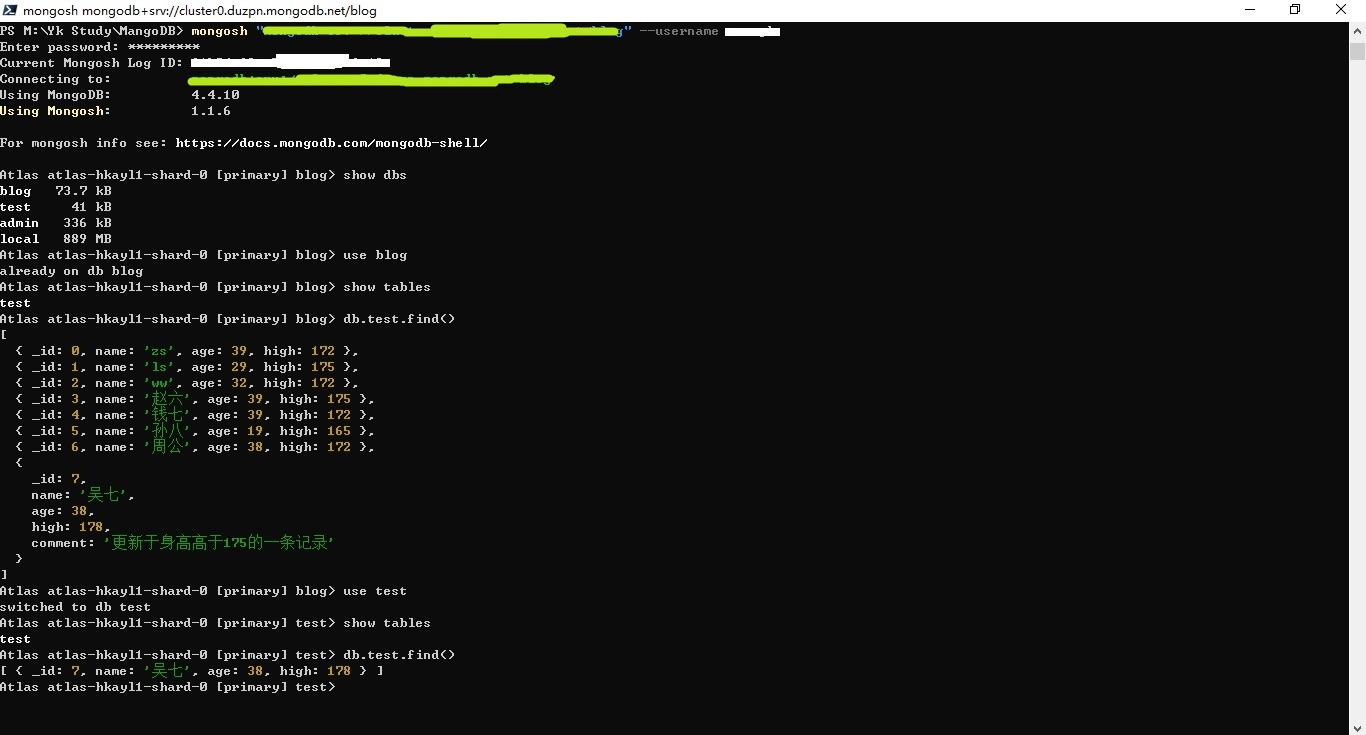 mongosh mongodb+srv://cluster0.duzpn.mongodb.net/blog
PS M:\Yk Study\MangoDB> mongosh " g" --username
Enter password: *********
Current Mongosh Log ID:
Connecting to:
Using MongoDB: 4.4.10
Using Mongosh: 1.1.6
For mongosh info see: https://docs.mongodb.com/mongodb-shell/
Atlas atlas-hkayl1-shard-0 [primary] blog> show dbs
blog 73.7 kB
test 41 kB
admin 336 kB
local 889 MB
Atlas atlas-hkayl1-shard-0 [primary] blog> use blog
already on db blog
Atlas atlas-hkayl1-shard-0 [primary] blog> show tables
test
Atlas atlas-hkayl1-shard-0 [primary] blog> db.test.find()
[
{ _id: 0, name: 'zs', age: 39, high: 172 },
{ _id: 1, name: 'ls', age: 29, high: 175 },
{ _id: 2, name: 'ww', age: 32, high: 172 },
{ _id: 3, name: '赵六', age: 39, high: 175 },
{ _id: 4, name: '钱七', age: 39, high: 172 },
{ _id: 5, name: '孙八', age: 19, high: 165 },
{ _id: 6, name: '周公', age: 38, high: 172 },
{
_id: 7,
name: '吴七',
age: 38,
high: 178,
comment: '更新于身高高于175的一条记录'
}
]
Atlas atlas-hkayl1-shard-0 [primary] blog> use test
switched to db test
Atlas atlas-hkayl1-shard-0 [primary] test> show tables
test
Atlas atlas-hkayl1-shard-0 [primary] test> db.test.find()
[ { _id: 7, name: '吴七', age: 38, high: 178 } ]
Atlas atlas-hkayl1-shard-0 [primary] test>